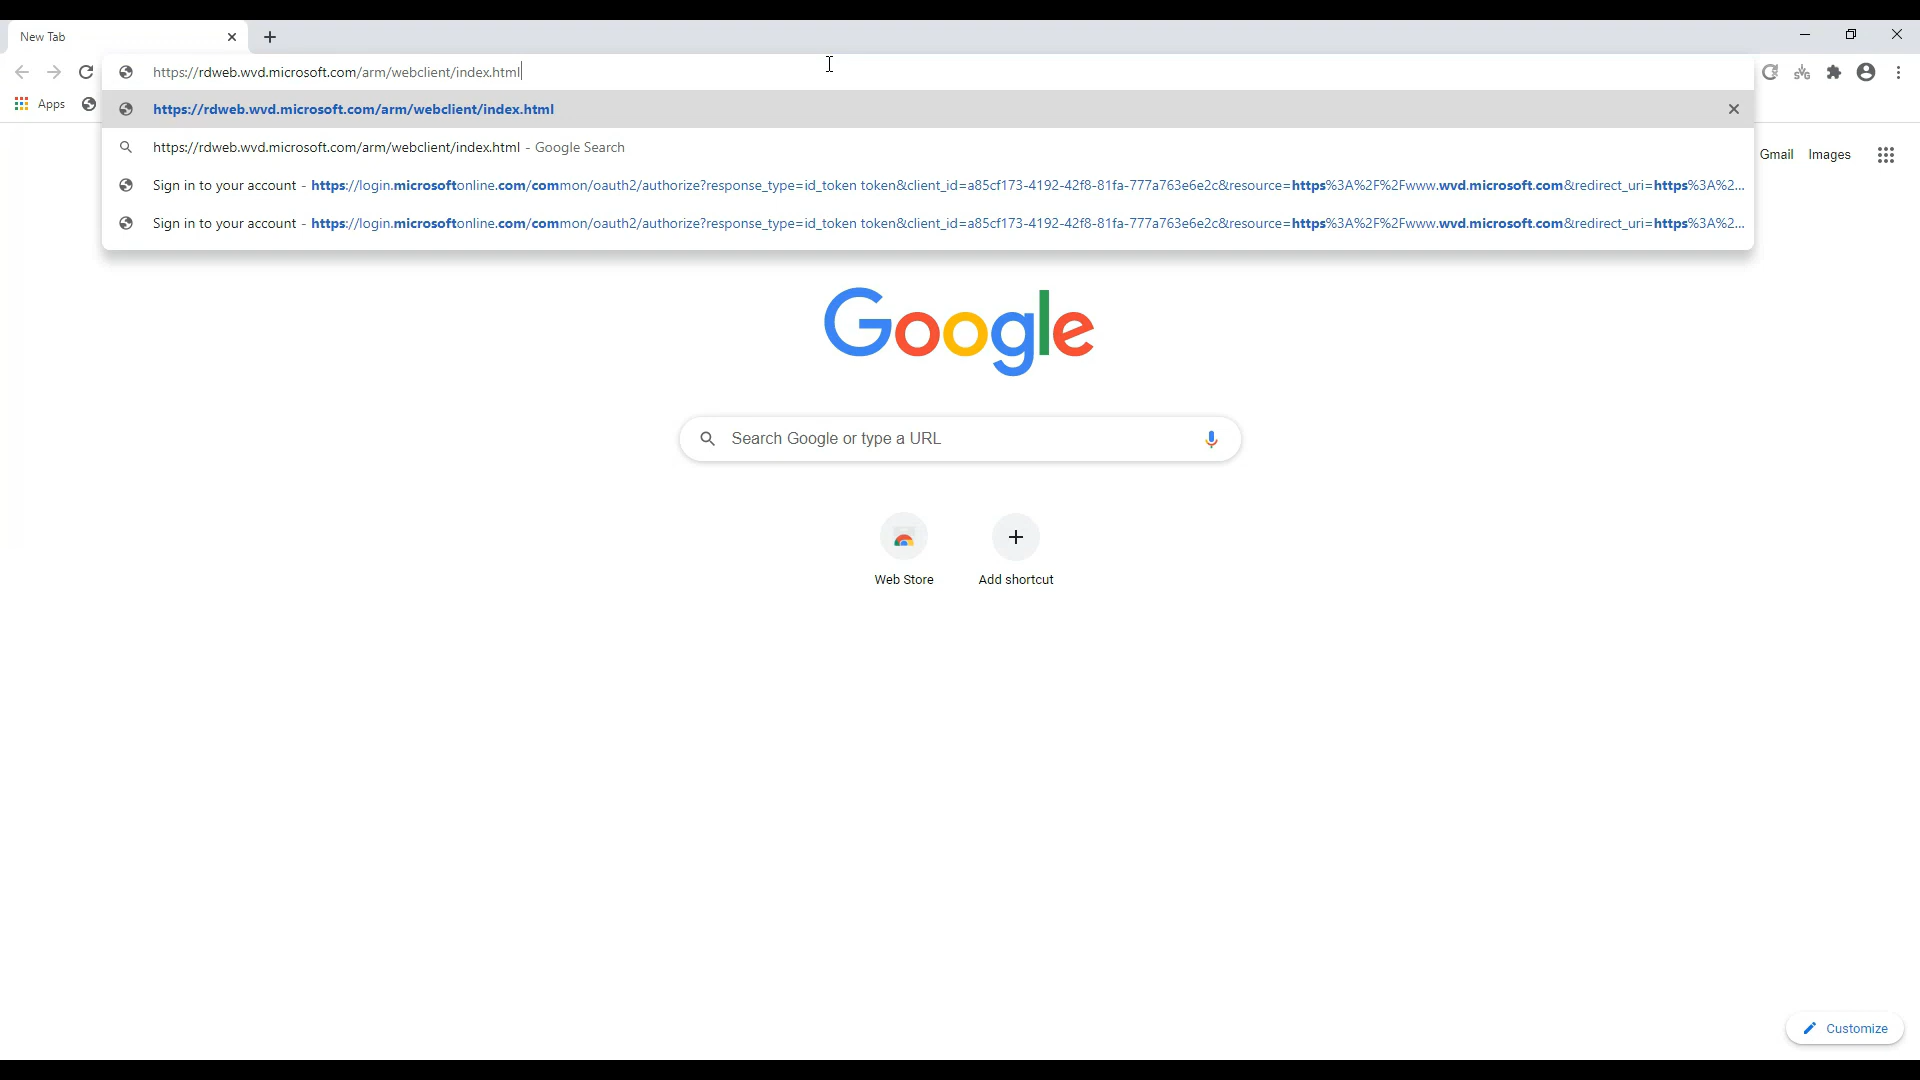 New Tab
https://rdweb.wvd.microsoft.com/arm/webclient/index.html
Apps
https://rdweb.wvd.microsoft.com/arm/webclient/index.html
https://rdweb.wvd.microsoft.com/arm/webclient/index.html - Google Search
Gmail Images
Sign in to your account - https://login.microsoftonline.com/common/oauth2/authorize?response_type=id_token token&client_id=a85cf173-4192-42f8-81fa-777a763e6e2c&resource=https%3A%2F%2Fwww.wvd.microsoft.com&redirect_uri=https%3A%2...
Sign in to your account - https://login.microsoftonline.com/common/oauth2/authorize?response_type=id_token token&client_id=a85cf173-4192-42f8-81fa-777a763e6e2c&resource=https%3A%2F%2Fwww.wvd.microsoft.com&redirect_uri=https%3A%2...
Google
Search Google or type a URL
Web Store Add shortcut
Customize